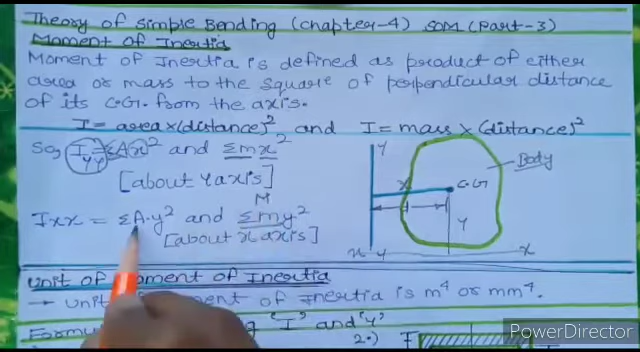 Theory of Simple Bending (Chapter-4) SOM (Part-3)
Moment of Inertia
Moment of Inertia is defined as product of either
area or mass to the square of perpendicular distance
of its C.G. from the axis.
I = area × (distance)² and I = mass × (distance)²
So, I_yy = ΣAx² and Σmx²
[about Y axis]
M
Ixx = ΣA.y² and Σmy²
[about x axis]
Y
Body
x
C.G.
Y
x
y
x
Unit of Moment of Inertia
→ Unit of Moment of Inertia is m⁴ or mm⁴.
"I" and "y"
2.)
PowerDirector